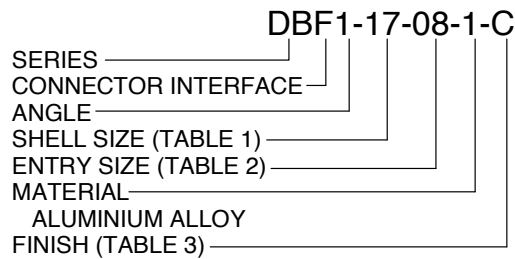 DBF1-17-08-1-C
SERIES
CONNECTOR INTERFACE
ANGLE
SHELL SIZE (TABLE 1)
ENTRY SIZE (TABLE 2)
MATERIAL
ALUMINIUM ALLOY
FINISH (TABLE 3)